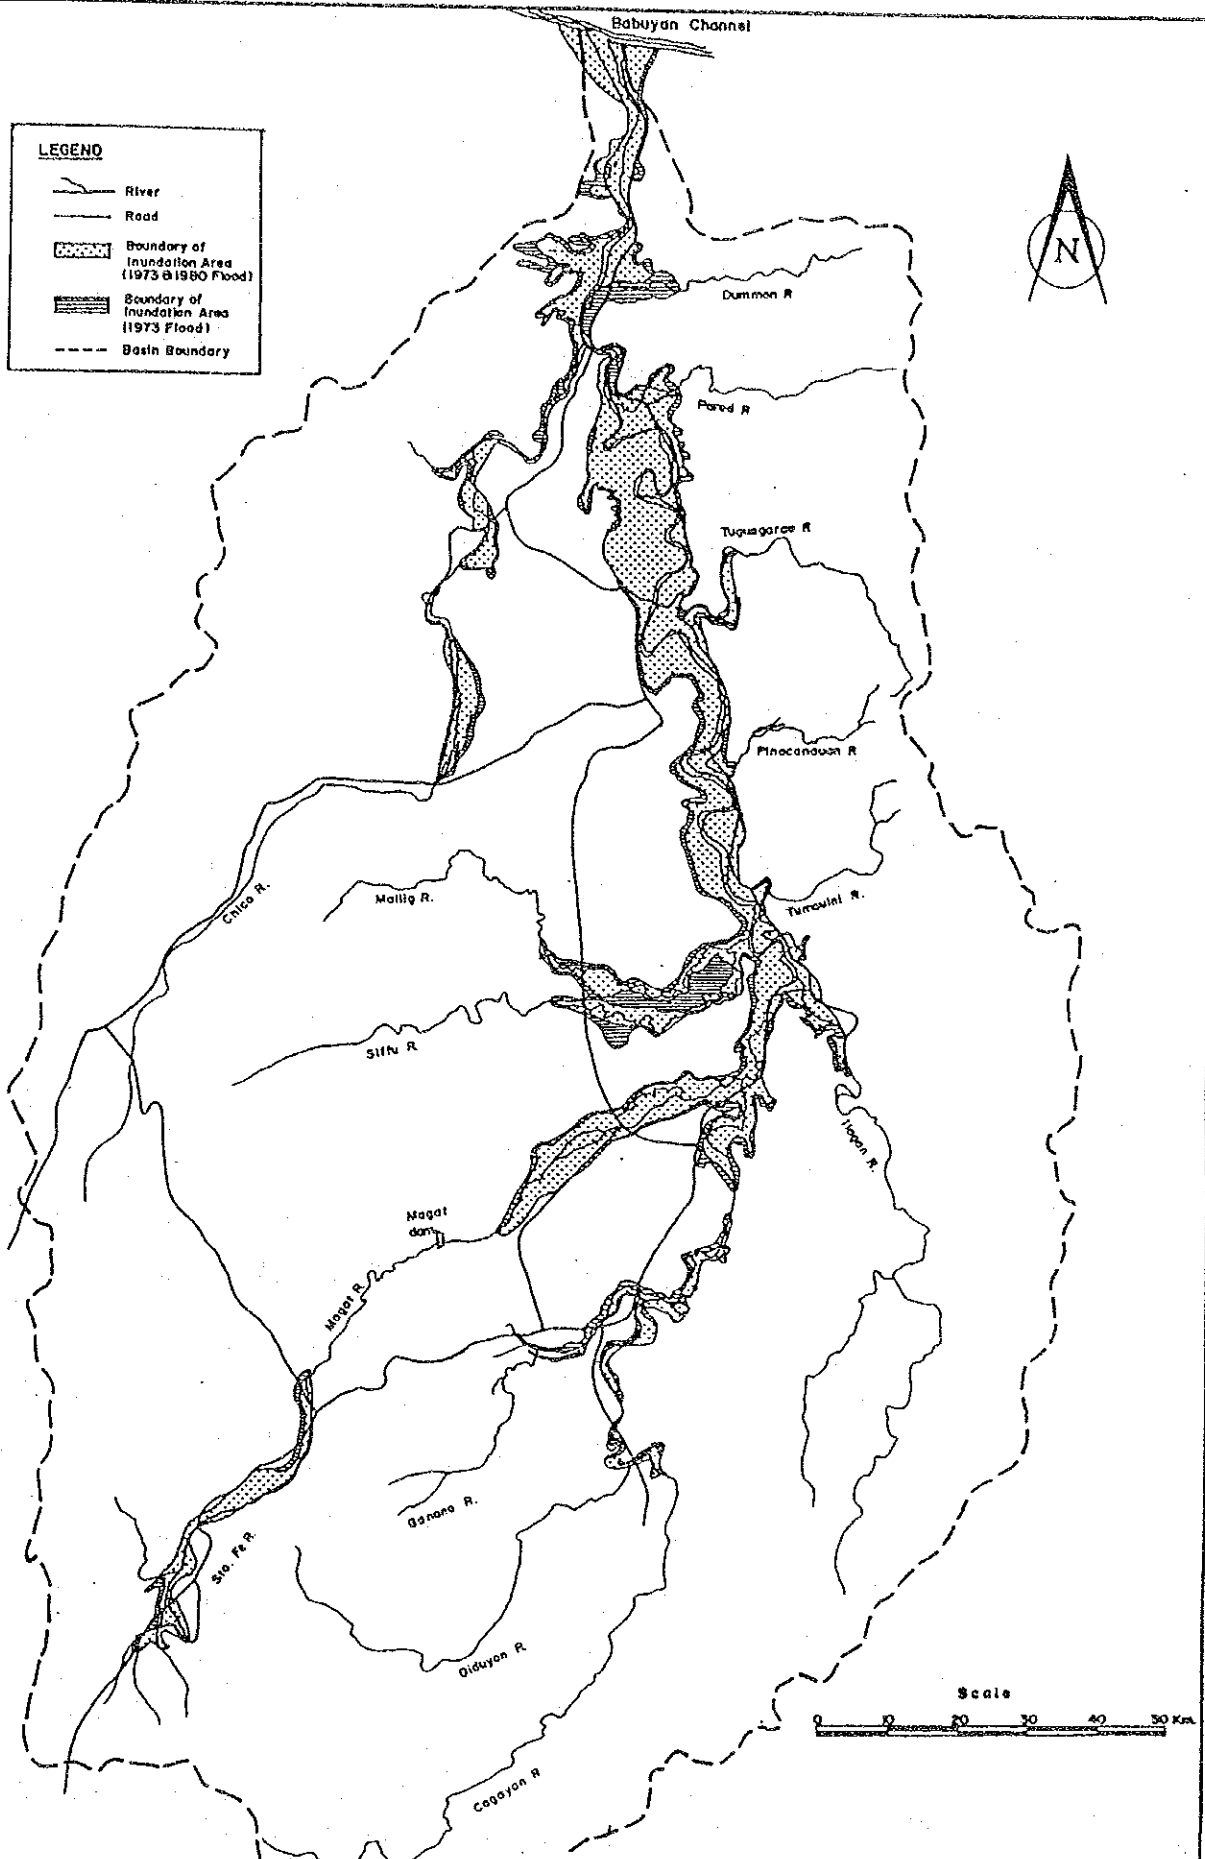 Babuyan Channel
LEGEND
River
Road
Boundary of
Inundation Area
(1973 & 1980 Flood)
Boundary of
Inundation Area
(1973 Flood)
Basin Boundary
N
Dummon R
Pared R
Tuguegarao R
Pinacanauan R
Tumauini R.
Chico R.
Mallig R.
Siffu R
Ilagan R.
Magat
dam
Magat R.
Ganano R.
Sta. Fe R.
Diduyon R.
Cagayan R
Scale
0 10 20 30 40 50 Km.